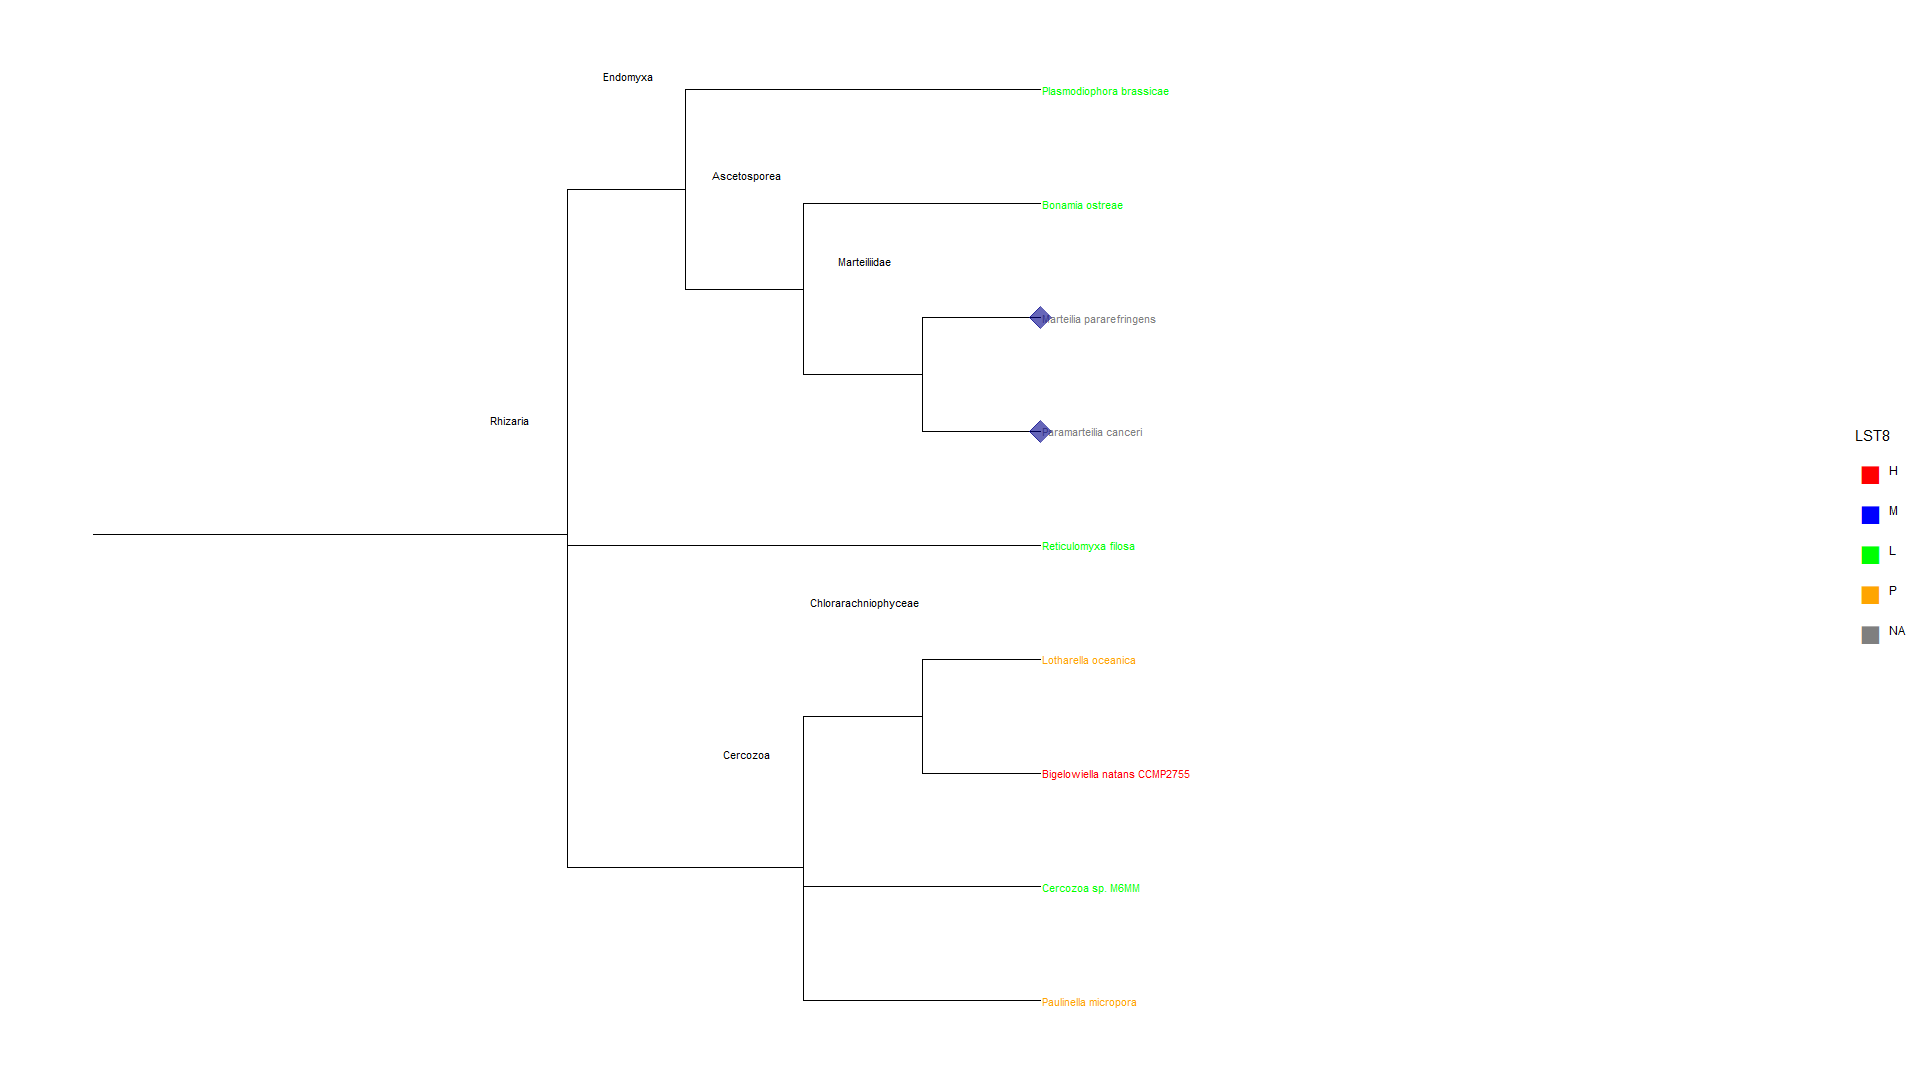 Endomyxa
Plasmodiophora brassicae
Ascetosporea
Bonamia ostreae
Marteiliidae
Marteilia pararefringens
Rhizaria
Paramarteilia canceri
Reticulomyxa filosa
Chlorarachniophyceae
Lotharella oceanica
Cercozoa
Bigelowiella natans CCMP2755
Cercozoa sp. M6MM
Paulinella micropora
LST8
H
M
L
P
NA